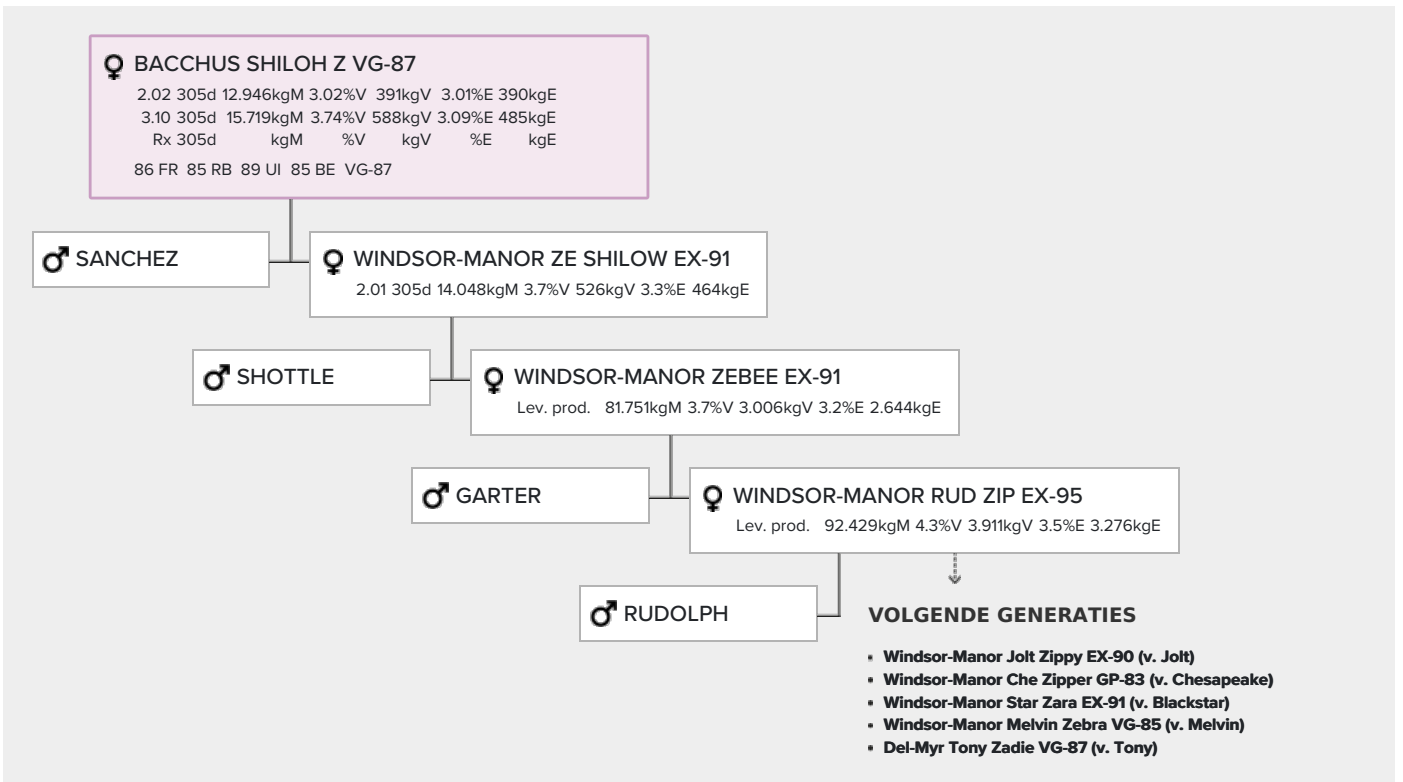 BACCHUS SHILOH Z VG-87
2.02 305d 12.946kgM 3.02%V 391kgV 3.01%E 390kgE
3.10 305d 15.719kgM 3.74%V 588kgV 3.09%E 485kgE
Rx 305d kgM %V kgV %E kgE
86 FR 85 RB 89 UI 85 BE VG-87
SANCHEZ
WINDSOR-MANOR ZE SHILOW EX-91
2.01 305d 14.048kgM 3.7%V 526kgV 3.3%E 464kgE
SHOTTLE
WINDSOR-MANOR ZEBEE EX-91
Lev. prod. 81.751kgM 3.7%V 3.006kgV 3.2%E 2.644kgE
GARTER
WINDSOR-MANOR RUD ZIP EX-95
Lev. prod. 92.429kgM 4.3%V 3.911kgV 3.5%E 3.276kgE
RUDOLPH
VOLGENDE GENERATIES
• Windsor-Manor Jolt Zippy EX-90 (v. Jolt)
• Windsor-Manor Che Zipper GP-83 (v. Chesapeake)
• Windsor-Manor Star Zara EX-91 (v. Blackstar)
• Windsor-Manor Melvin Zebra VG-85 (v. Melvin)
• Del-Myr Tony Zadie VG-87 (v. Tony)